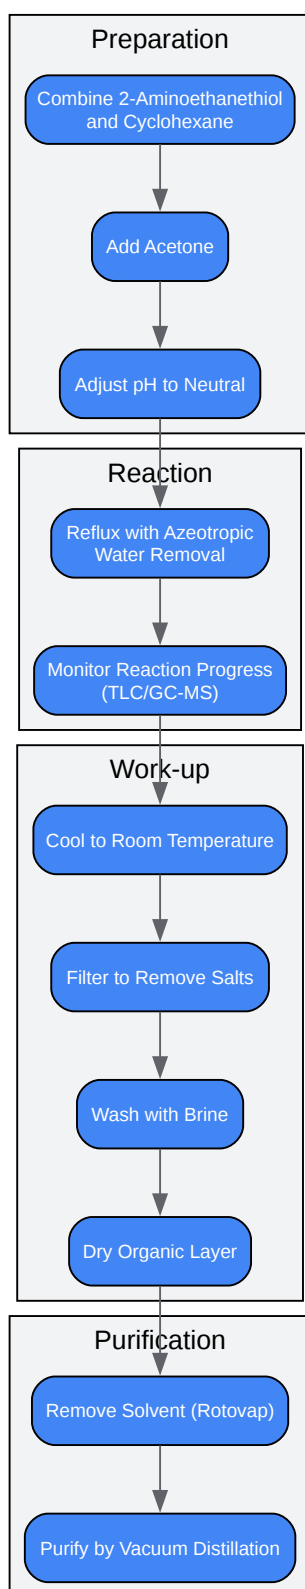 Preparation
Combine 2-Aminoethanethiol
and Cyclohexane
Add Acetone
Adjust pH to Neutral
Reaction
Reflux with Azeotropic
Water Removal
Monitor Reaction Progress
(TLC/GC-MS)
Work-up
Cool to Room Temperature
Filter to Remove Salts
Wash with Brine
Dry Organic Layer
Purification
Remove Solvent (Rotovap)
Purify by Vacuum Distillation